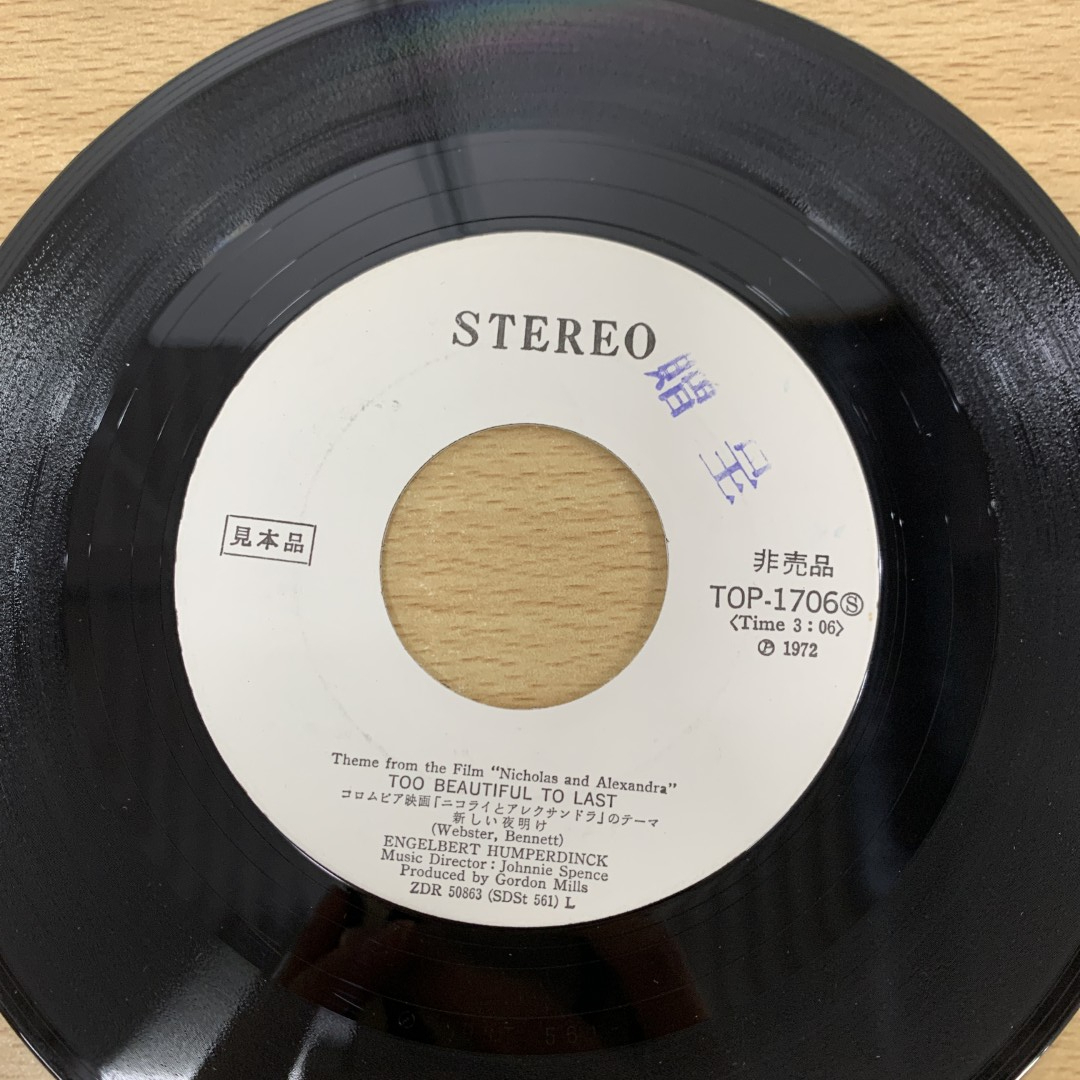 STEREO
贈呈
見本品
非売品
TOP-1706Ⓢ
〈Time 3:06〉
Ⓟ 1972
Theme from the Film “Nicholas and Alexandra”
TOO BEAUTIFUL TO LAST
コロムビア映画「ニコライとアレクサンドラ」のテーマ
新しい夜明け
(Webster, Bennett)
ENGELBERT HUMPERDINCK
Music Director: Johnnie Spence
Produced by Gordon Mills
ZDR 50863 (SDSt 561) L